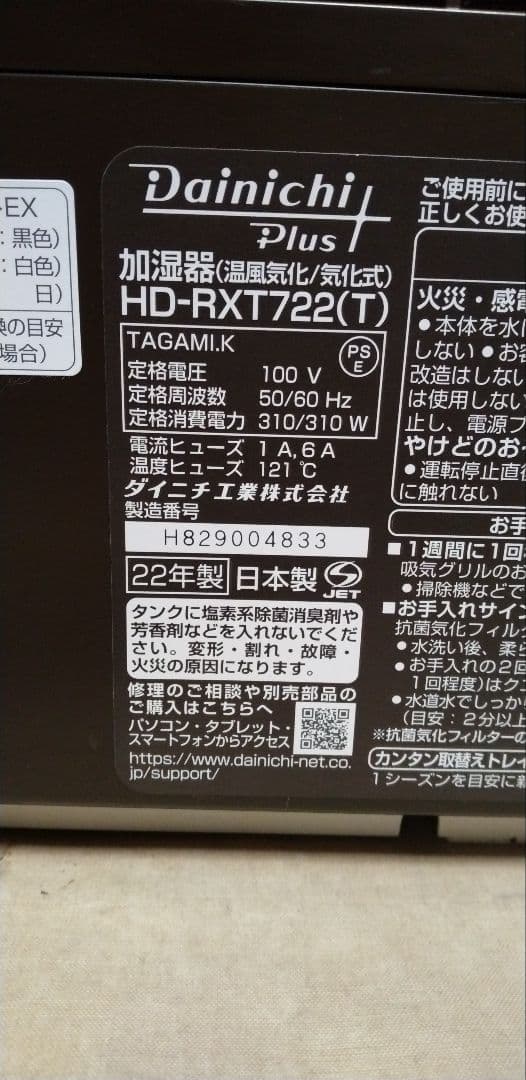 EX
：黒色)
：白色)
日)
換の目安
場合)
Dainichi
Plus
加湿器(温風気化/気化式)
HD-RXT722(T)
TAGAMI.K
PS
E
定格電圧 100 V
定格周波数 50/60 Hz
定格消費電力 310/310 W
電流ヒューズ 1A,6A
温度ヒューズ 121℃
ダイニチ工業株式会社
製造番号
H829004833
22年製 日本製
JET
タンクに塩素系除菌消臭剤や
芳香剤などを入れないでくだ
さい。変形・割れ・故障・
火災の原因になります。
修理のご相談や別売部品の
ご購入はこちらへ
パソコン・タブレット・
スマートフォンからアクセス
https://www.dainichi-net.co.
jp/support/
ご使用前に
正しくお使
火災・感電
●本体を水
しない ●お客
改造はしない
は使用しない
止し、電源プ
やけどのお
●運転停止直後
に触れない
お手
■1週間に1回
吸気グリルのお
●掃除機などで
■お手入れサイン
抗菌気化フィル
●水洗い後、柔ら
●お手入れの2回
1回程度)はク
●水道水でしっか
(目安：2分以上
※抗菌気化フィルターの
カンタン取替えトレイ
1シーズンを目安に新